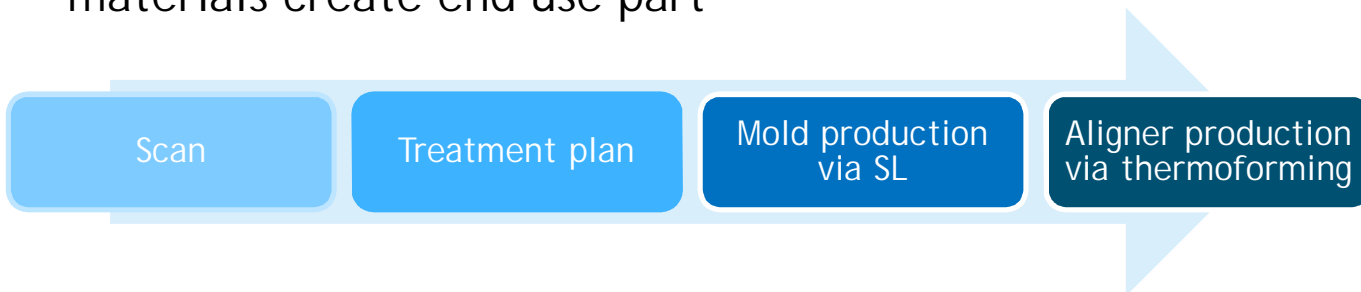 materials create end use part
Scan
Treatment plan
Mold production
via SL
Aligner production
via thermoforming